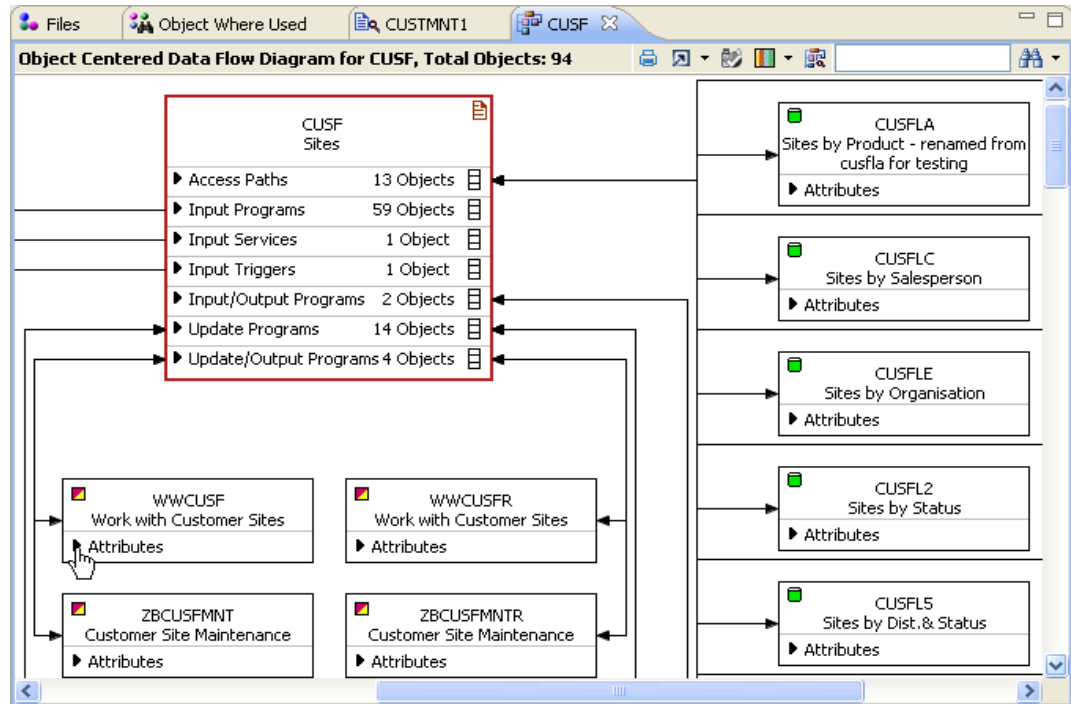 Files
Object Where Used
CUSTMNT1
CUSF
Object Centered Data Flow Diagram for CUSF, Total Objects: 94
CUSF
Sites
Access Paths 13 Objects
Input Programs 59 Objects
Input Services 1 Object
Input Triggers 1 Object
Input/Output Programs 2 Objects
Update Programs 14 Objects
Update/Output Programs 4 Objects
WWCUSF
Work with Customer Sites
Attributes
WWCUSFR
Work with Customer Sites
Attributes
ZBCUSFMNT
Customer Site Maintenance
Attributes
ZBCUSFMNTR
Customer Site Maintenance
Attributes
CUSFLA
Sites by Product - renamed from
cusfla for testing
Attributes
CUSFLC
Sites by Salesperson
Attributes
CUSFLE
Sites by Organisation
Attributes
CUSFL2
Sites by Status
Attributes
CUSFL5
Sites by Dist.& Status
Attributes